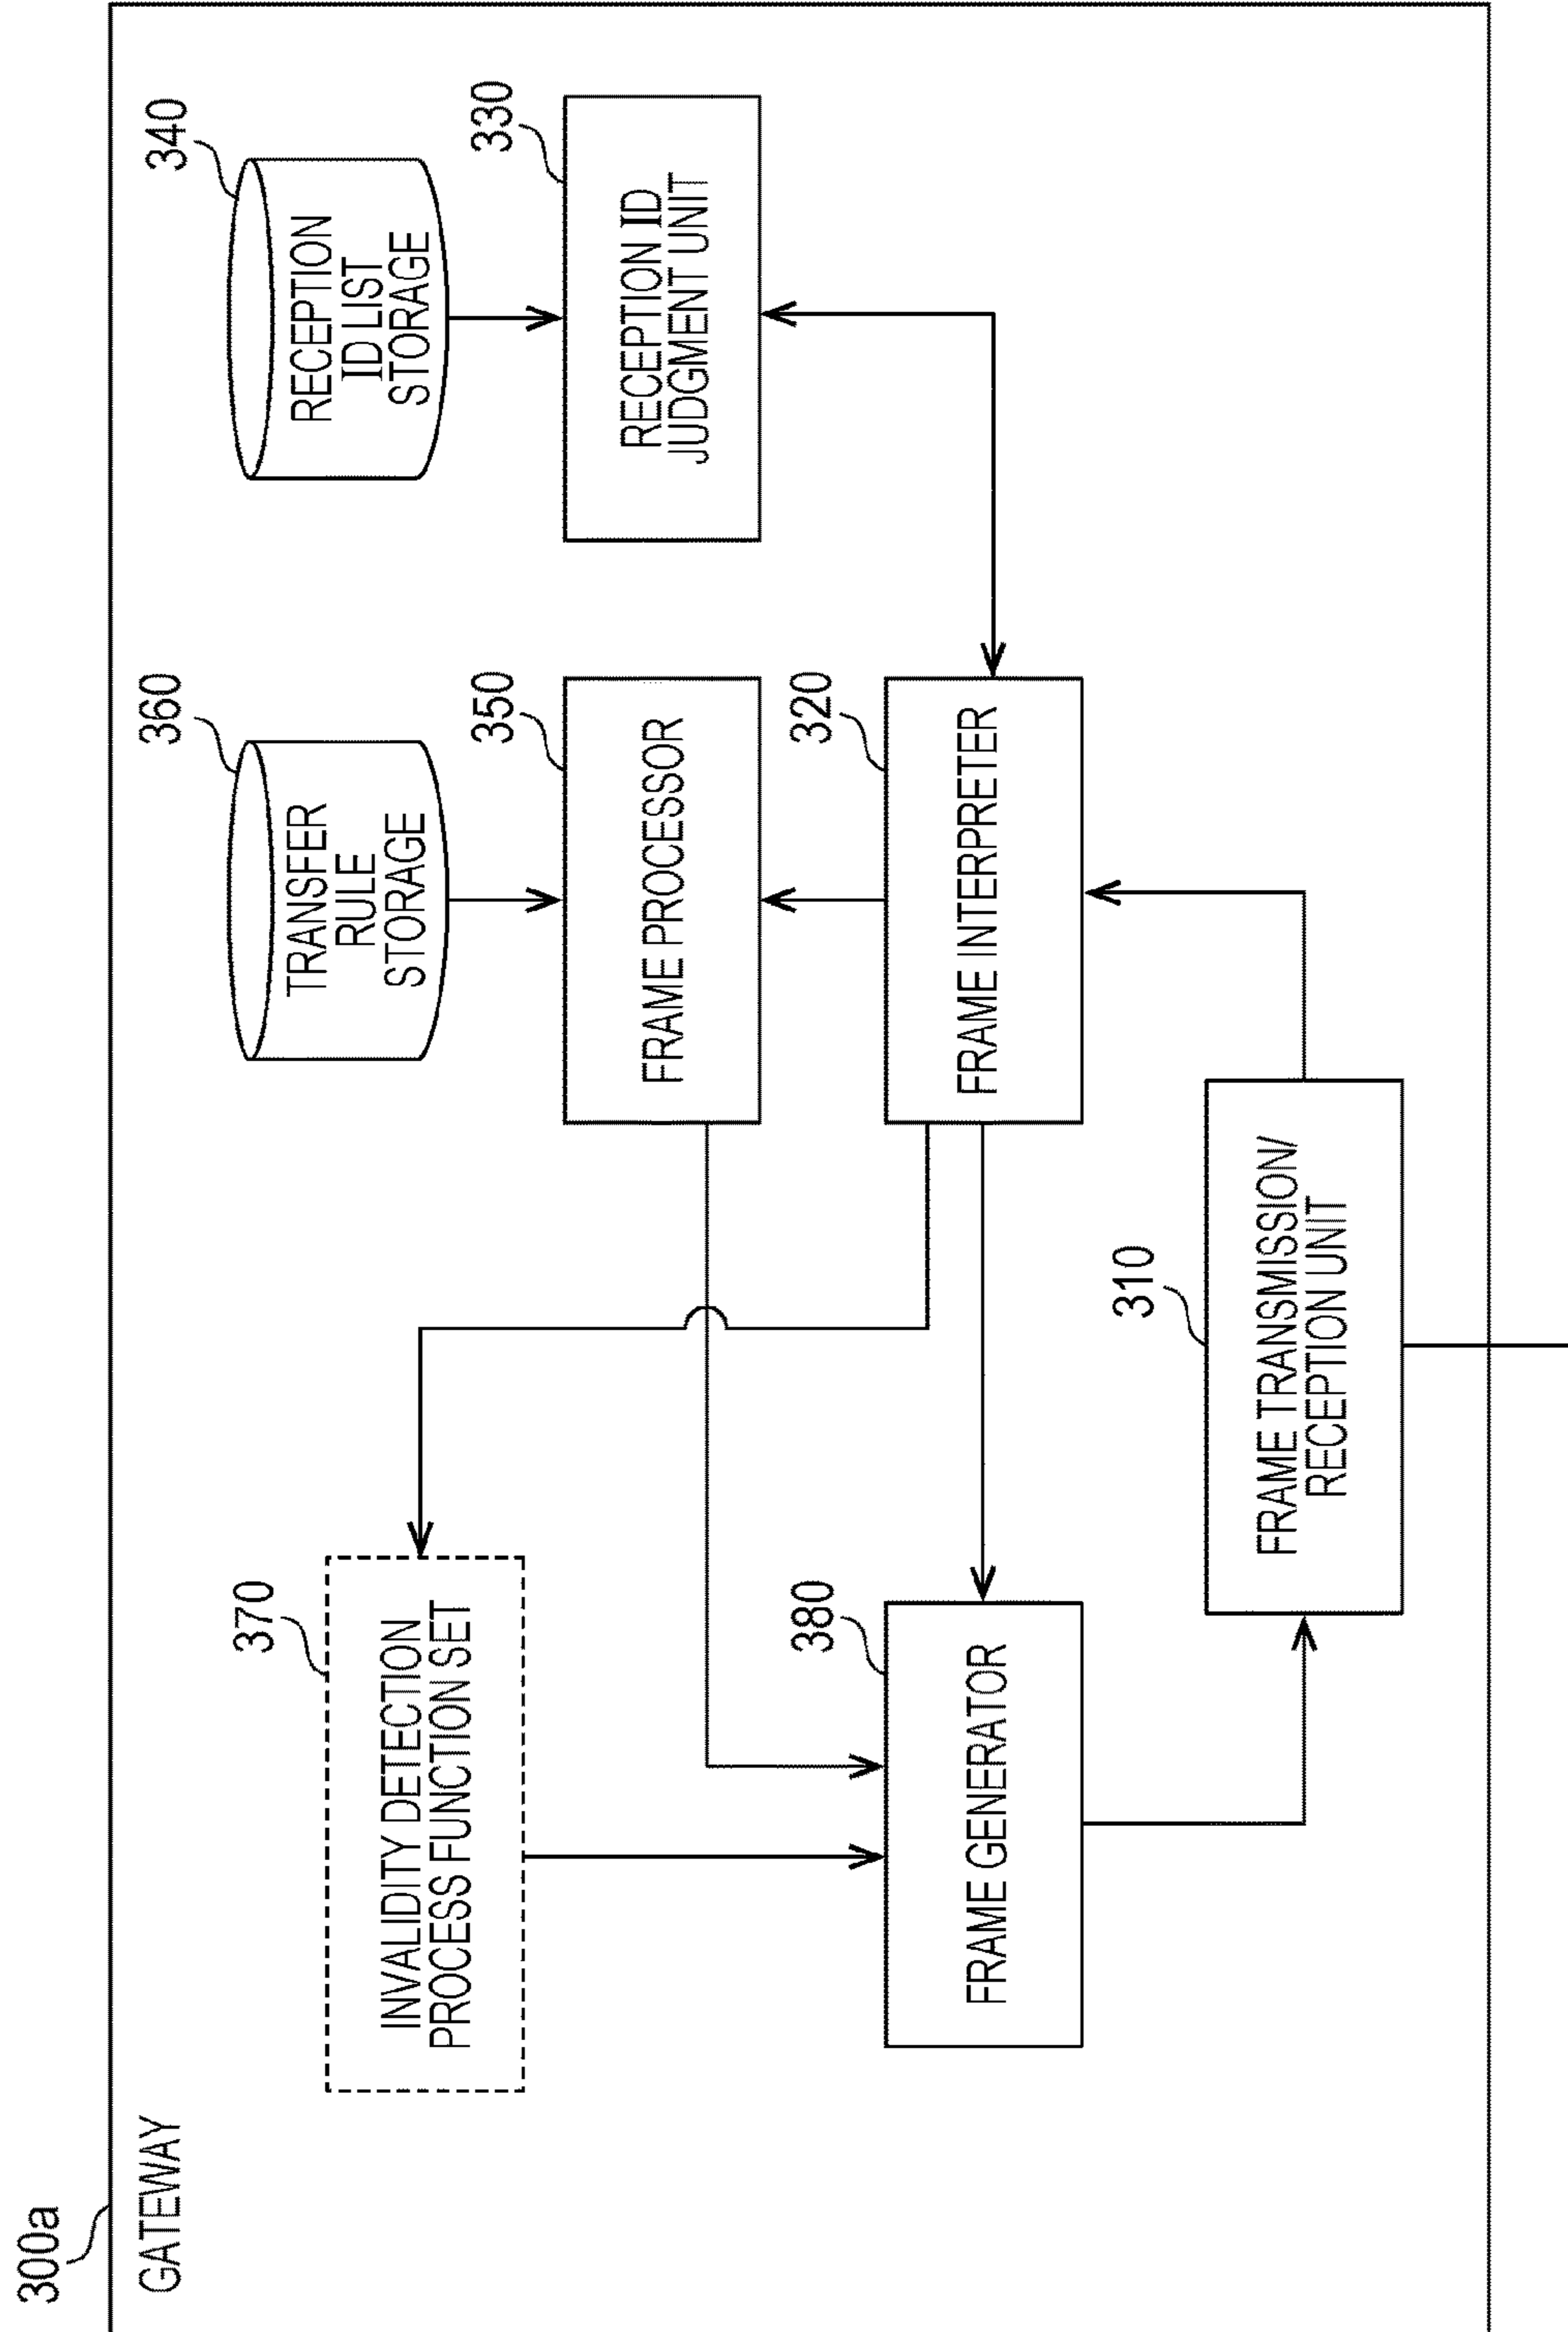 300a
GATEWAY
370
INVALIDITY DETECTION
PROCESS FUNCTION SET
360
TRANSFER
RULE
STORAGE
340
RECEPTION
ID LIST
STORAGE
350
FRAME PROCESSOR
330
RECEPTION ID
JUDGMENT UNIT
380
FRAME GENERATOR
320
FRAME INTERPRETER
310
FRAME TRANSMISSION/
RECEPTION UNIT